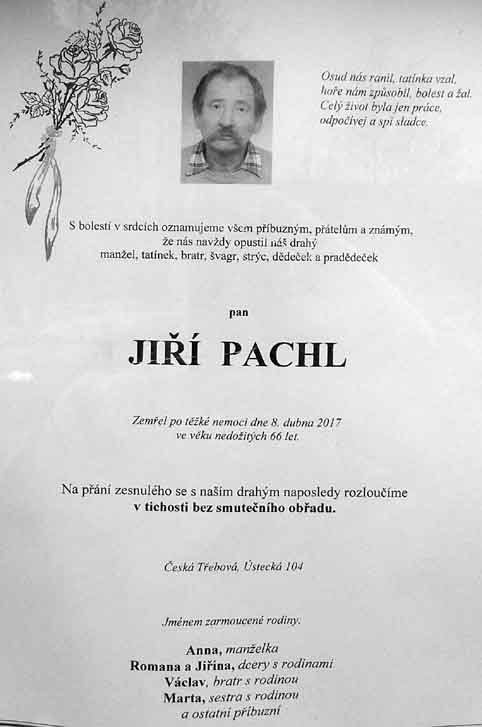 Osud nás ranil, tatínka vzal,
hoře nám způsobil, bolest a žal.
Celý život byla jen práce,
odpočívej a spi sladce.
S bolestí v srdcích oznamujeme všem příbuzným, přátelům a známým,
že nás navždy opustil náš drahý
manžel, tatínek, bratr, švagr, strýc, dědeček a pradědeček
pan
JIŘÍ PACHL
Zemřel po těžké nemoci dne 8. dubna 2017
ve věku nedožitých 66 let.
Na přání zesnulého se s naším drahým naposledy rozloučíme
v tichosti bez smutečního obřadu.
Česká Třebová, Ústecká 104
Jménem zarmoucené rodiny.
Anna, manželka
Romana a Jiřina, dcery s rodinami
Václav, bratr s rodinou
Marta, sestra s rodinou
a ostatní příbuzní